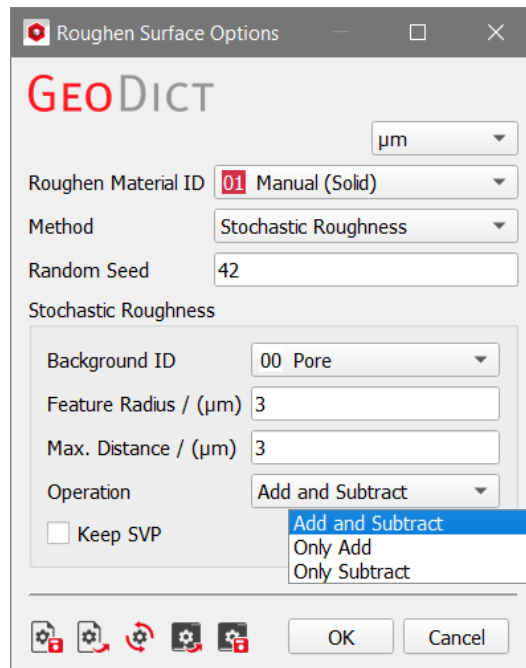 Roughen Surface Options
GEODICT
µm
Roughen Material ID 01 Manual (Solid)
Method Stochastic Roughness
Random Seed 42
Stochastic Roughness
Background ID 00 Pore
Feature Radius / (µm) 3
Max. Distance / (µm) 3
Operation Add and Subtract
Keep SVP
Add and Subtract
Only Add
Only Subtract
OK Cancel